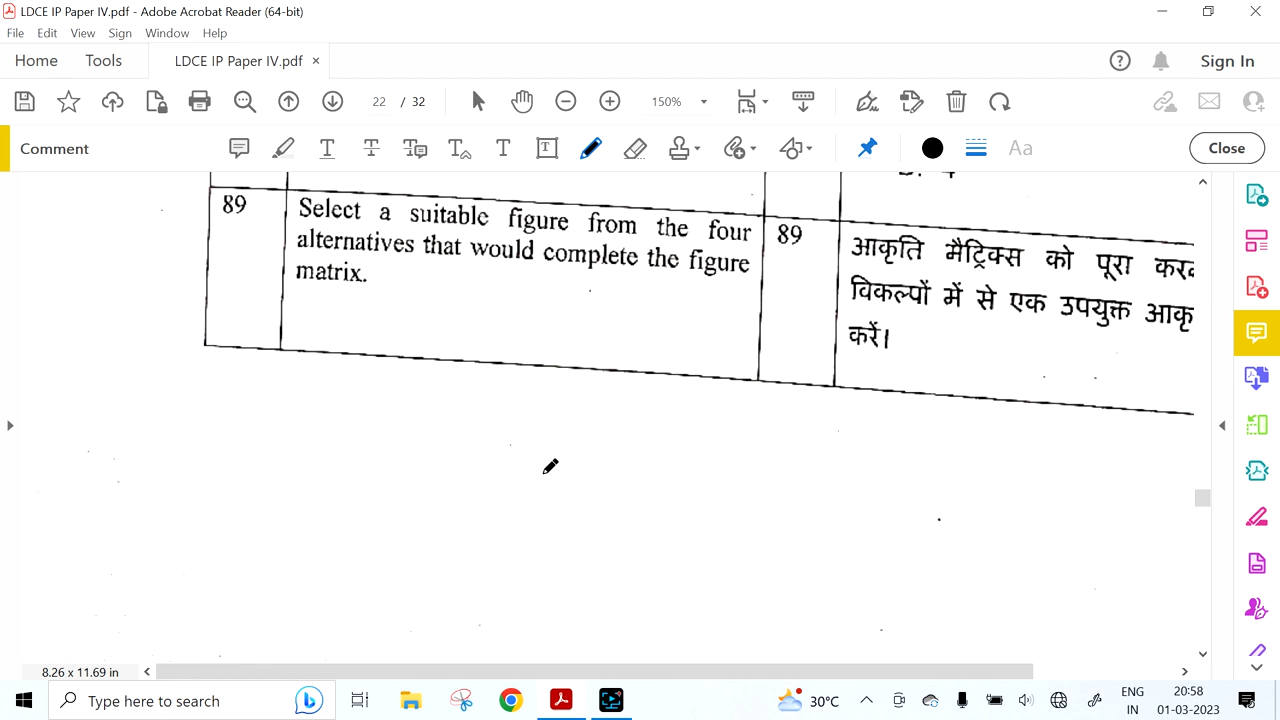 LDCE IP Paper IV.pdf - Adobe Acrobat Reader (64-bit)
File Edit View Sign Window Help
Home Tools LDCE IP Paper IV.pdf × Sign In
22 / 32 150%
Comment Aa Close
89 Select a suitable figure from the four
alternatives that would complete the figure
matrix.
89 आकृति मैट्रिक्स को पूरा
विकल्पों में से एक उपयुक्त
करें।
8.26 x 11.69 in
Type here to search 30°C ENG 20:58
IN 01-03-2023